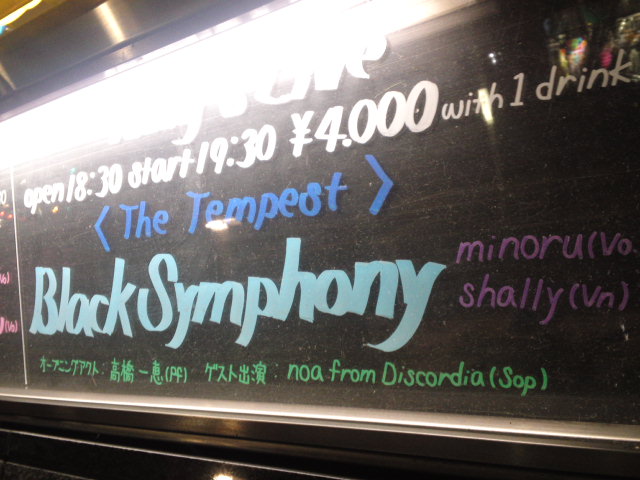 open 18:30 start 19:30 ¥4.000 with 1 drink
〈 The Tempest 〉
Black Symphony
minoru (Vo
shally (Vn)
オープニングアクト: 高橋一恵 (Pf) ゲスト出演: noa from Discordia (Sop)